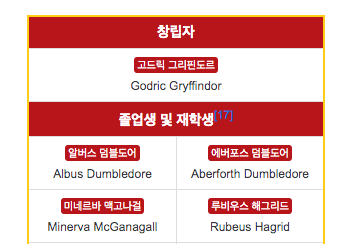 창립자
고드릭 그리핀도르
Godric Gryffindor
졸업생 및 재학생[17]
알버스 덤블도어 에버포스 덤블도어
Albus Dumbledore Aberforth Dumbledore
미네르바 맥고나걸 루비우스 해그리드
Minerva McGanagall Rubeus Hagrid